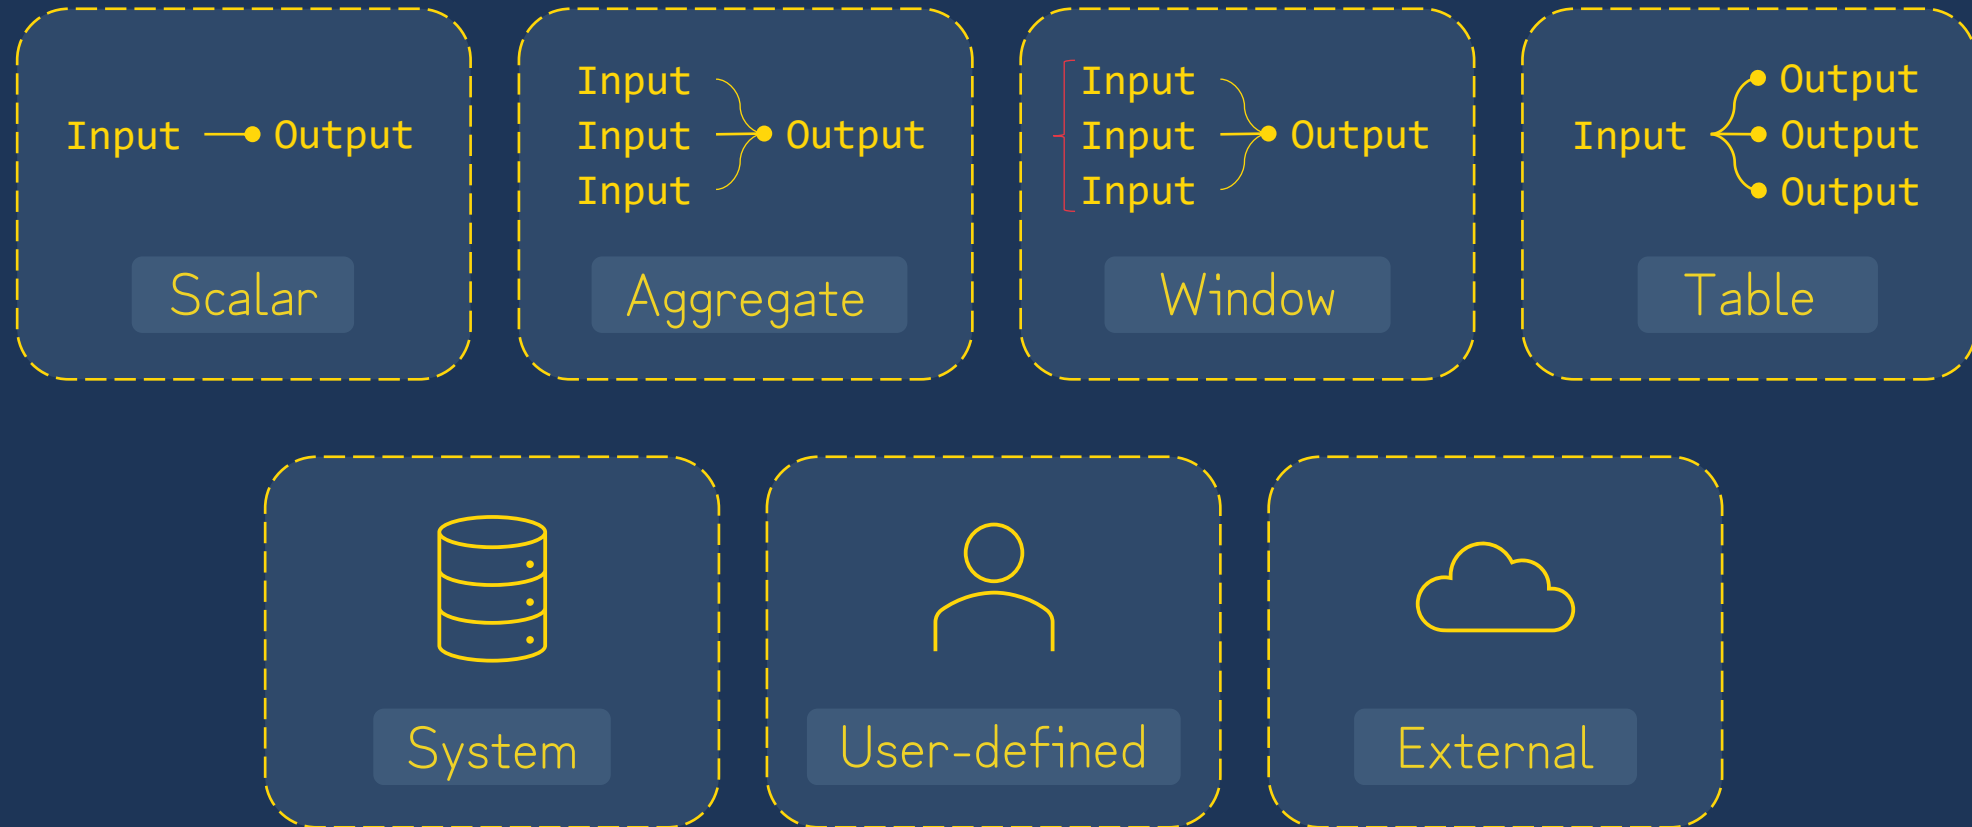 Input Output
Scalar
Input
Input Output
Input
Aggregate
Input
Input Output
Input
Window
Output
Input Output
Output
Table
System
User-defined
External